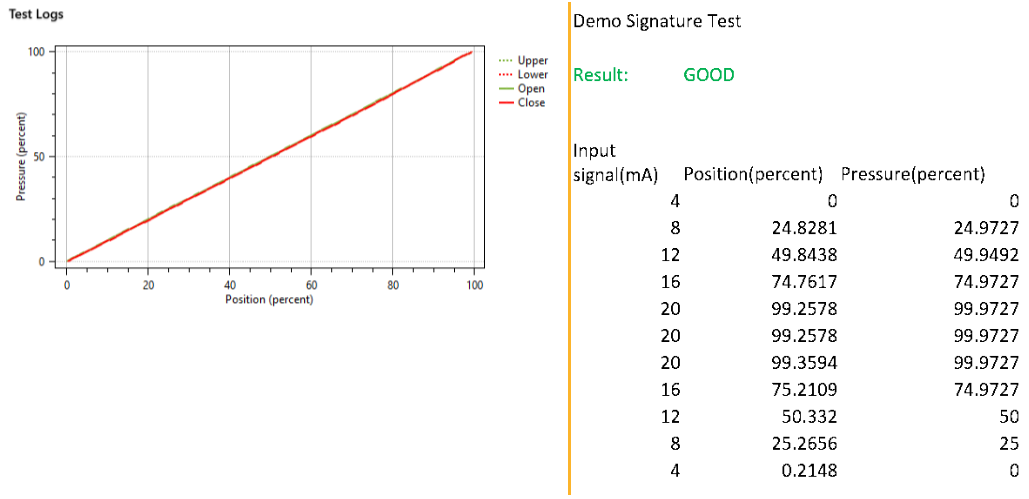 Test Logs
100
50
0
Pressure (percent)
0 20 40 60 80 100
Position (percent)
Upper
Lower
Open
Close
Demo Signature Test
Result: GOOD
Input
signal(mA) Position(percent) Pressure(percent)
4 0 0
8 24.8281 24.9727
12 49.8438 49.9492
16 74.7617 74.9727
20 99.2578 99.9727
20 99.2578 99.9727
20 99.3594 99.9727
16 75.2109 74.9727
12 50.332 50
8 25.2656 25
4 0.2148 0